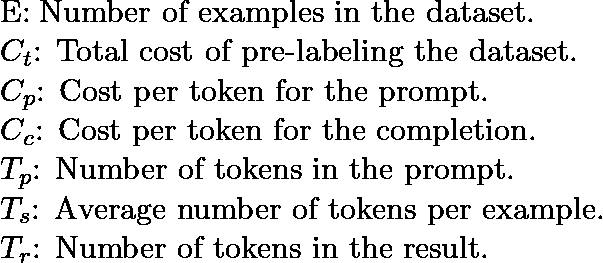 E: Number of examples in the dataset.
C_t: Total cost of pre-labeling the dataset.
C_p: Cost per token for the prompt.
C_c: Cost per token for the completion.
T_p: Number of tokens in the prompt.
T_s: Average number of tokens per example.
T_r: Number of tokens in the result.